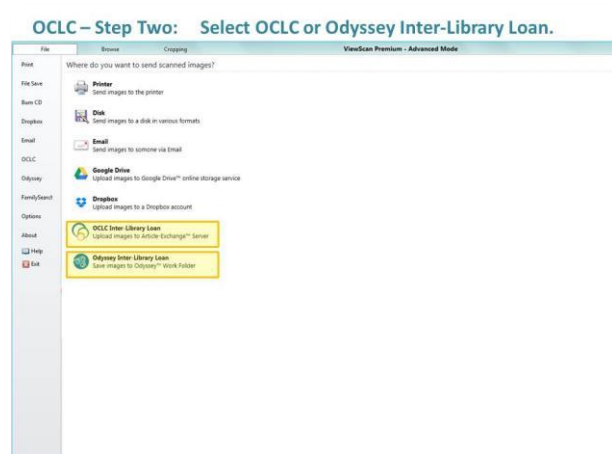 OCLC – Step Two: Select OCLC or Odyssey Inter-Library Loan.
File Browse Cropping ViewScan Premium - Advanced Mode
Print
File Save
Burn CD
Dropbox
Email
OCLC
Odyssey
FamilySearch
Options
About
Help
Exit
Where do you want to send scanned images?
Printer
Send images to the printer
Disk
Send images to a disk in various formats
Email
Send images to somone via Email
Google Drive
Upload images to Google Drive™ online storage service
Dropbox
Upload images to a Dropbox account
OCLC Inter-Library Loan
Upload images to Article-Exchange™ Server
Odyssey Inter-Library Loan
Save images to Odyssey™ Work Folder